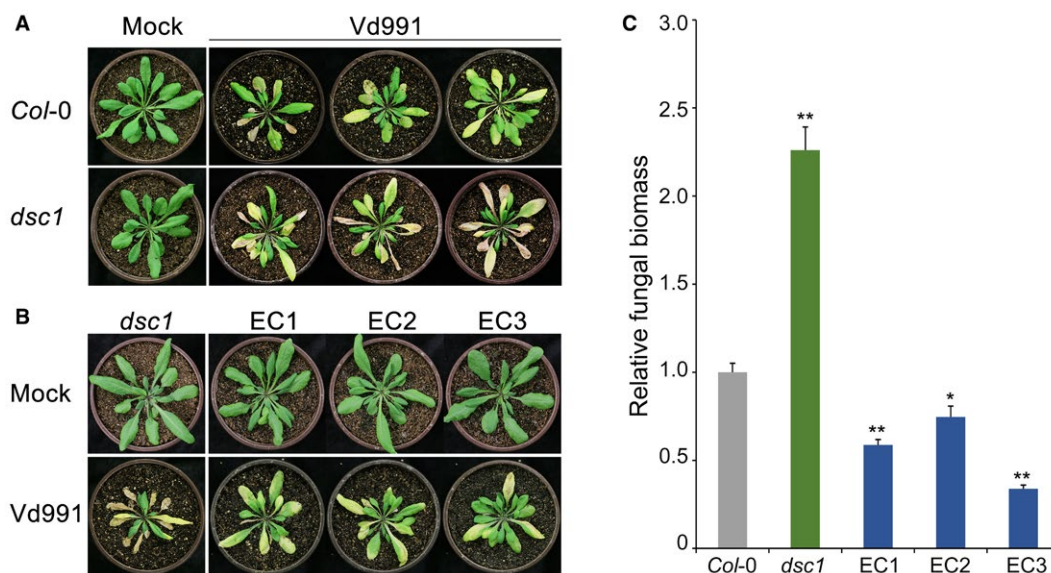 A
Mock
Vd991
Col-0
dsc1
B
dsc1
EC1
EC2
EC3
Mock
Vd991
C
Relative fungal biomass
3.0
2.5
2.0
1.5
1.0
0.5
0
**
**
*
**
Col-0
dsc1
EC1
EC2
EC3